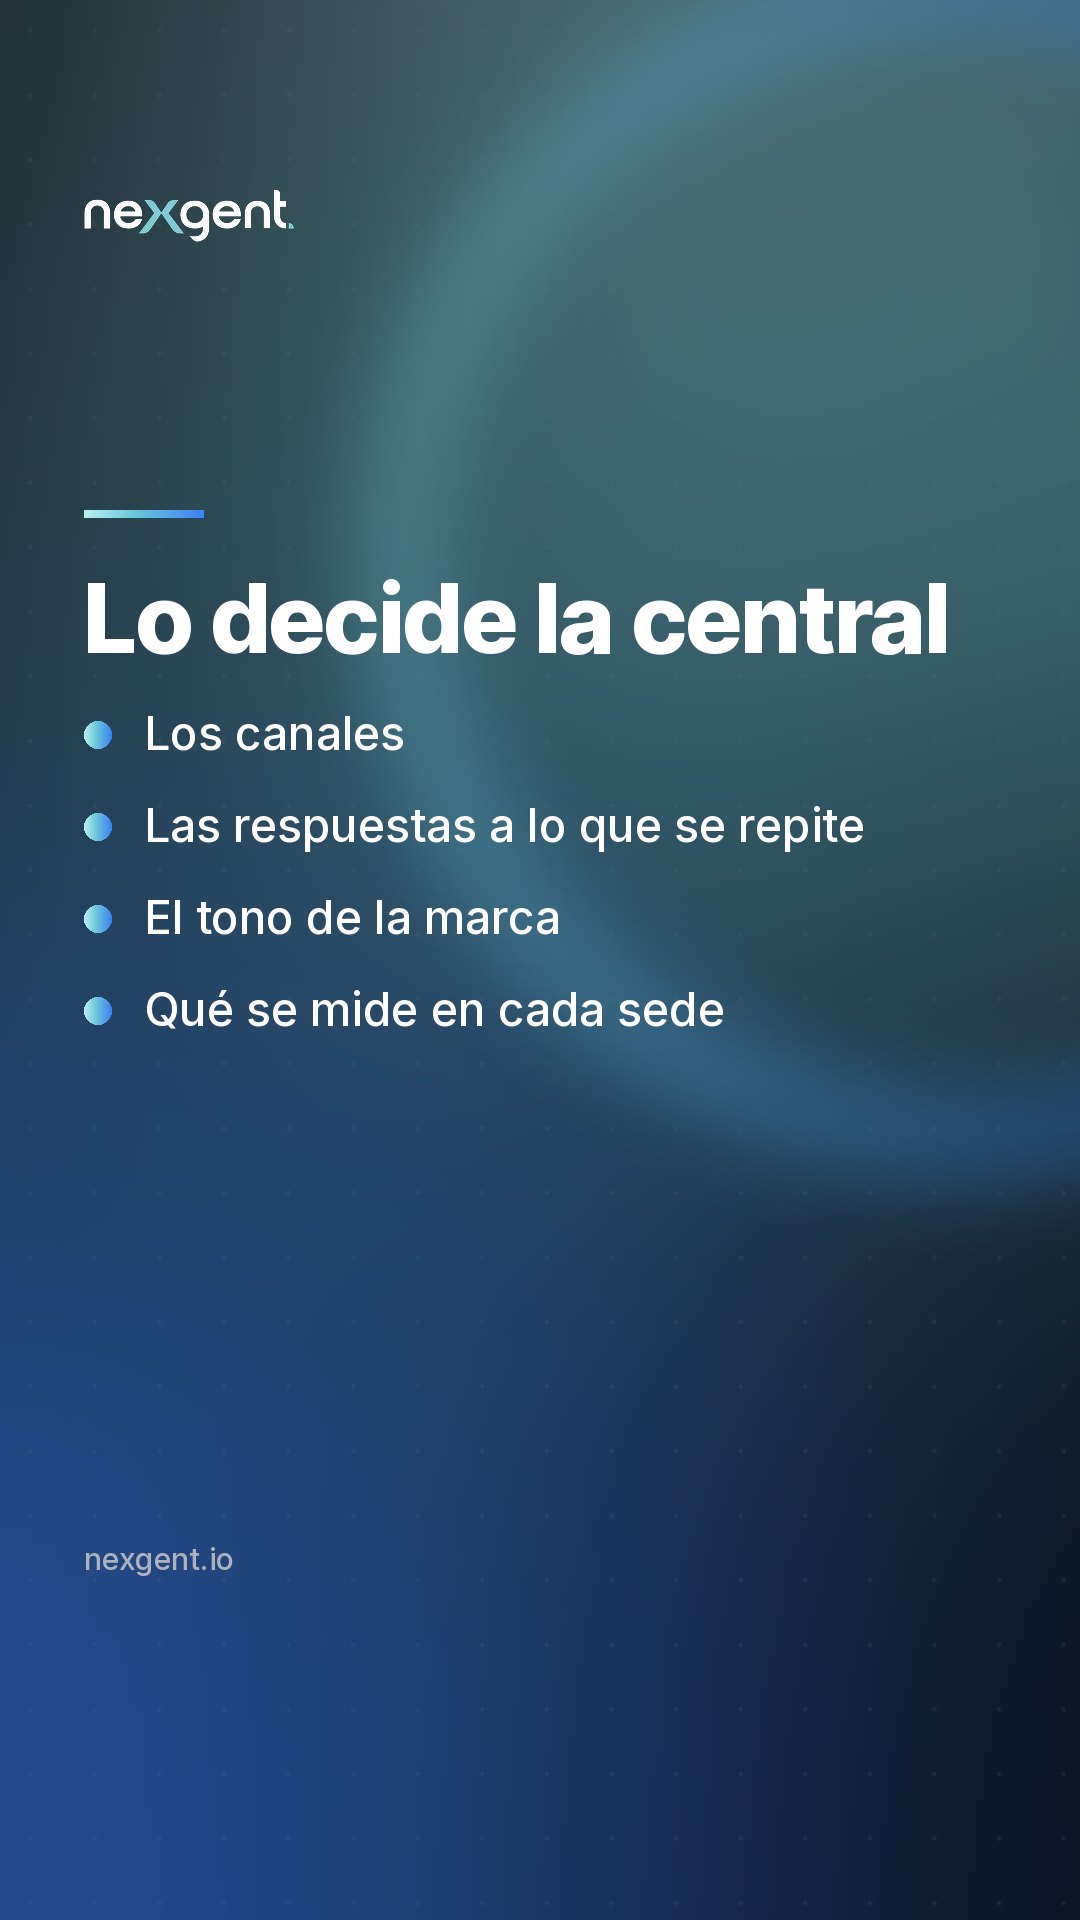 nexgent.
Lo decide la central
Los canales
Las respuestas a lo que se repite
El tono de la marca
Qué se mide en cada sede
nexgent.io